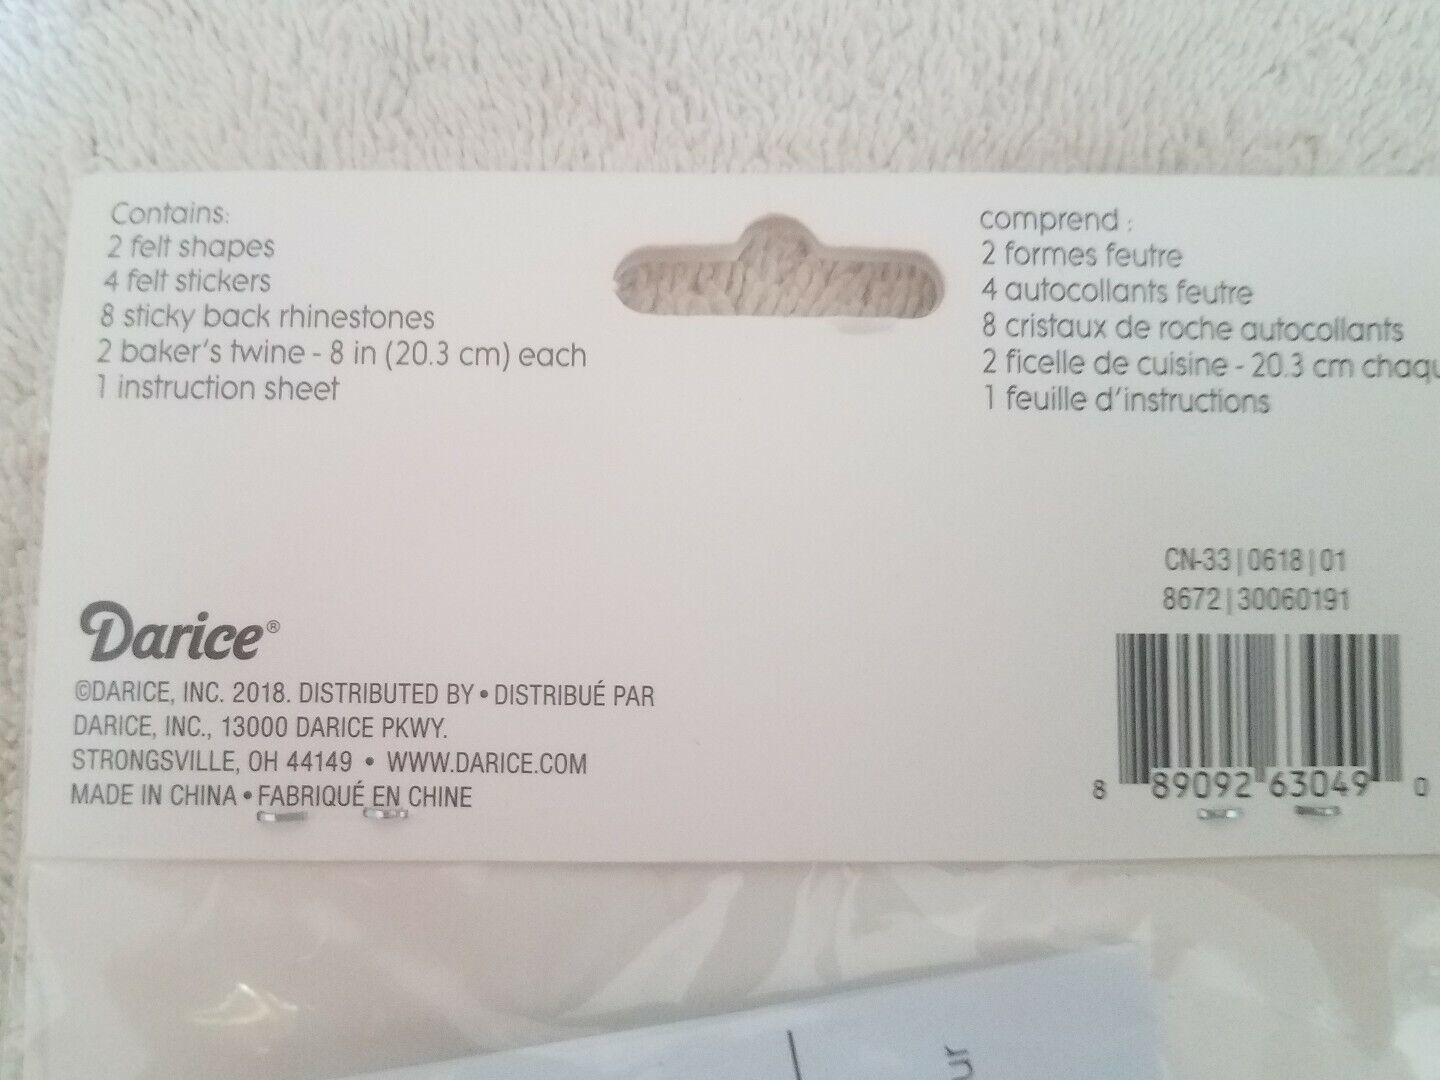 Contains:
2 felt shapes
4 felt stickers
8 sticky back rhinestones
2 baker's twine - 8 in (20.3 cm) each
1 instruction sheet
comprend :
2 formes feutre
4 autocollants feutre
8 cristaux de roche autocollants
2 ficelle de cuisine - 20.3 cm chaqu
1 feuille d'instructions
CN-33|0618|01
8672|30060191
8 89092 63049 0
Darice®
©DARICE, INC. 2018. DISTRIBUTED BY • DISTRIBUÉ PAR
DARICE, INC., 13000 DARICE PKWY.
STRONGSVILLE, OH 44149 • WWW.DARICE.COM
MADE IN CHINA • FABRIQUÉ EN CHINE
ur